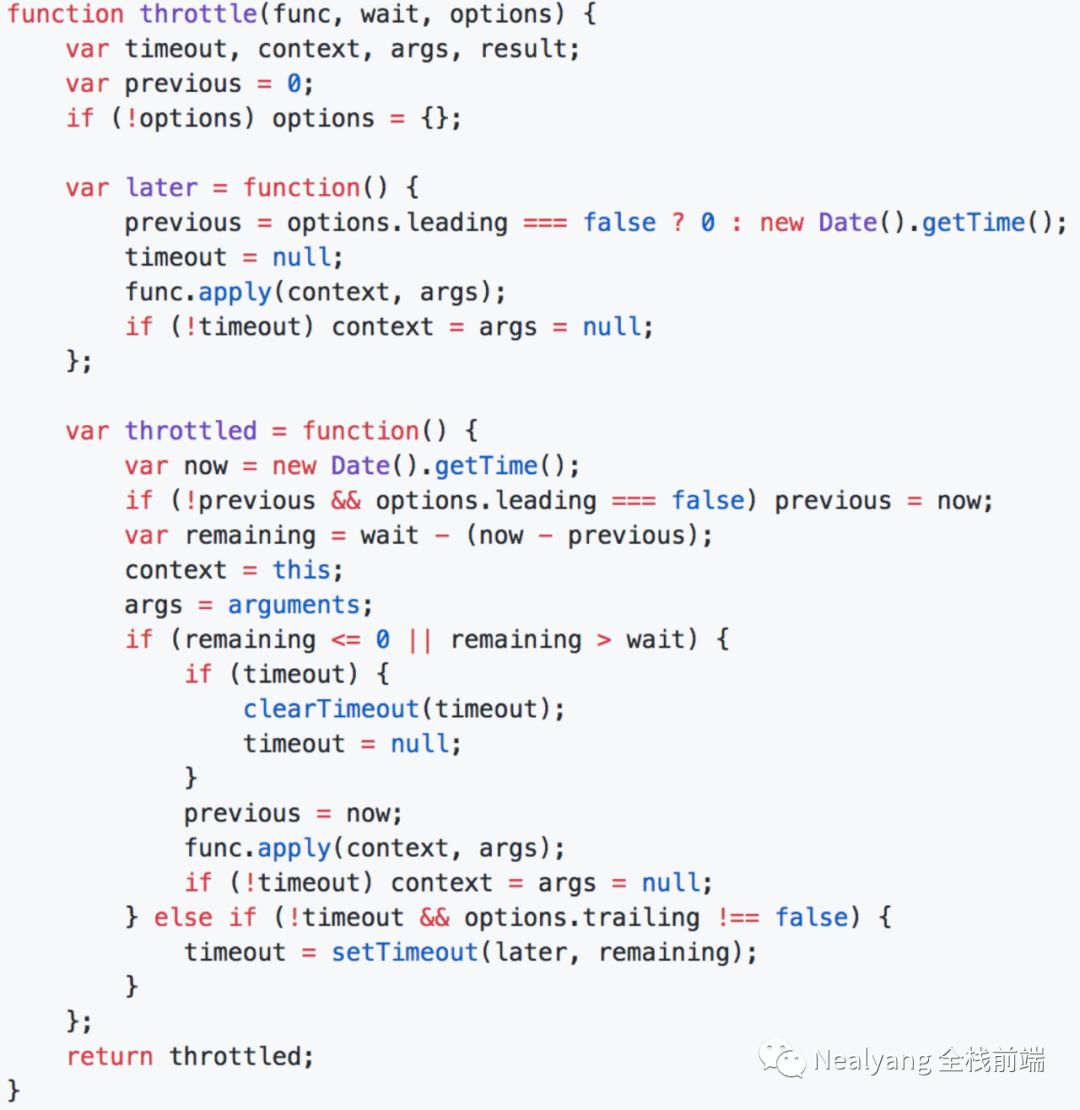 function throttle(func, wait, options) {
    var timeout, context, args, result;
    var previous = 0;
    if (!options) options = {};

    var later = function() {
        previous = options.leading === false ? 0 : new Date().getTime();
        timeout = null;
        func.apply(context, args);
        if (!timeout) context = args = null;
    };

    var throttled = function() {
        var now = new Date().getTime();
        if (!previous && options.leading === false) previous = now;
        var remaining = wait - (now - previous);
        context = this;
        args = arguments;
        if (remaining <= 0 || remaining > wait) {
            if (timeout) {
                clearTimeout(timeout);
                timeout = null;
            }
            previous = now;
            func.apply(context, args);
            if (!timeout) context = args = null;
        } else if (!timeout && options.trailing !== false) {
            timeout = setTimeout(later, remaining);
        }
    };
    return throttled;
}
Nealyang 全栈前端